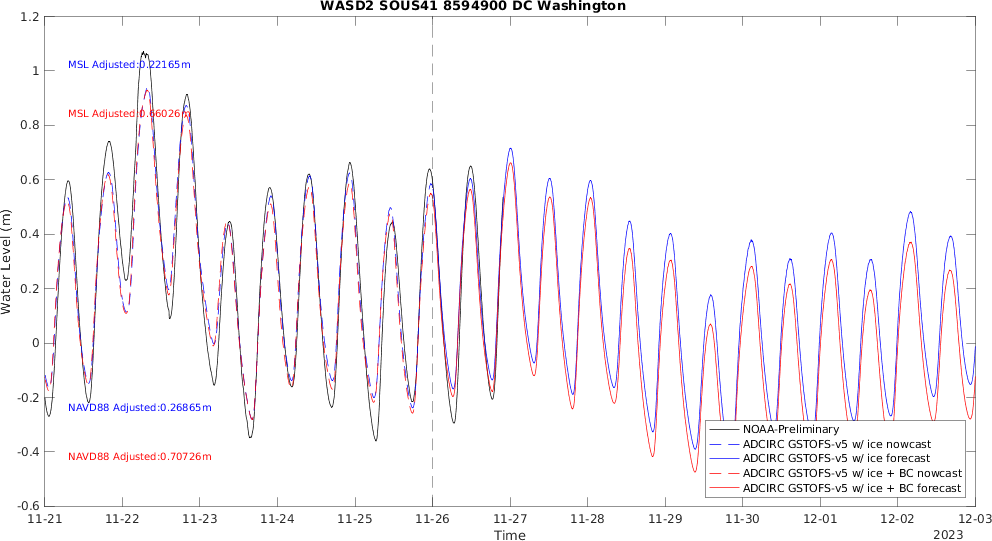 WASD2 SOUS41 8594900 DC Washington
1.2
1
0.8
0.6
0.4
0.2
0
-0.2
-0.4
-0.6
Water Level (m)
MSL Adjusted:0.22165m
MSL Adjusted:0.66026m
NAVD88 Adjusted:0.26865m
NAVD88 Adjusted:0.70726m
NOAA-Preliminary
ADCIRC GSTOFS-v5 w/ ice nowcast
ADCIRC GSTOFS-v5 w/ ice forecast
ADCIRC GSTOFS-v5 w/ ice + BC nowcast
ADCIRC GSTOFS-v5 w/ ice + BC forecast
11-21 11-22 11-23 11-24 11-25 11-26 11-27 11-28 11-29 11-30 12-01 12-02 12-03
Time
2023